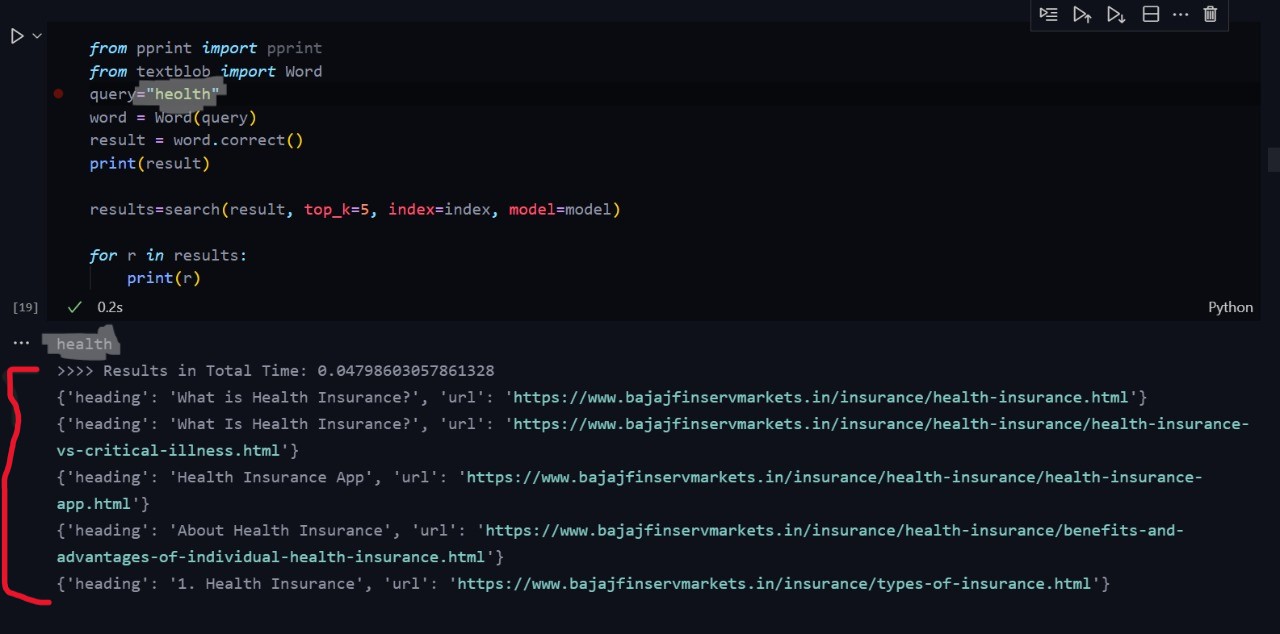 from pprint import pprint
from textblob import Word
query="heolth"
word = Word(query)
result = word.correct()
print(result)
results=search(result, top_k=5, index=index, model=model)
for r in results:
print(r)
[19]
0.2s
Python
health
>>>> Results in Total Time: 0.04798603057861328
{'heading': 'What is Health Insurance?', 'url': 'https://www.bajajfinservmarkets.in/insurance/health-insurance.html'}
{'heading': 'What Is Health Insurance?', 'url': 'https://www.bajajfinservmarkets.in/insurance/health-insurance/health-insurance-
vs-critical-illness.html'}
{'heading': 'Health Insurance App', 'url': 'https://www.bajajfinservmarkets.in/insurance/health-insurance/health-insurance-
app.html'}
{'heading': 'About Health Insurance', 'url': 'https://www.bajajfinservmarkets.in/insurance/health-insurance/benefits-and-
advantages-of-individual-health-insurance.html'}
{'heading': '1. Health Insurance', 'url': 'https://www.bajajfinservmarkets.in/insurance/types-of-insurance.html'}